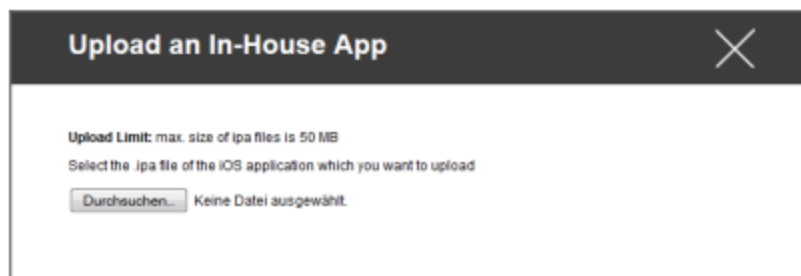 Upload an In-House App
Upload Limit: max. size of ipa files is 50 MB
Select the .ipa file of the iOS application which you want to upload
Durchsuchen... Keine Datei ausgewählt.